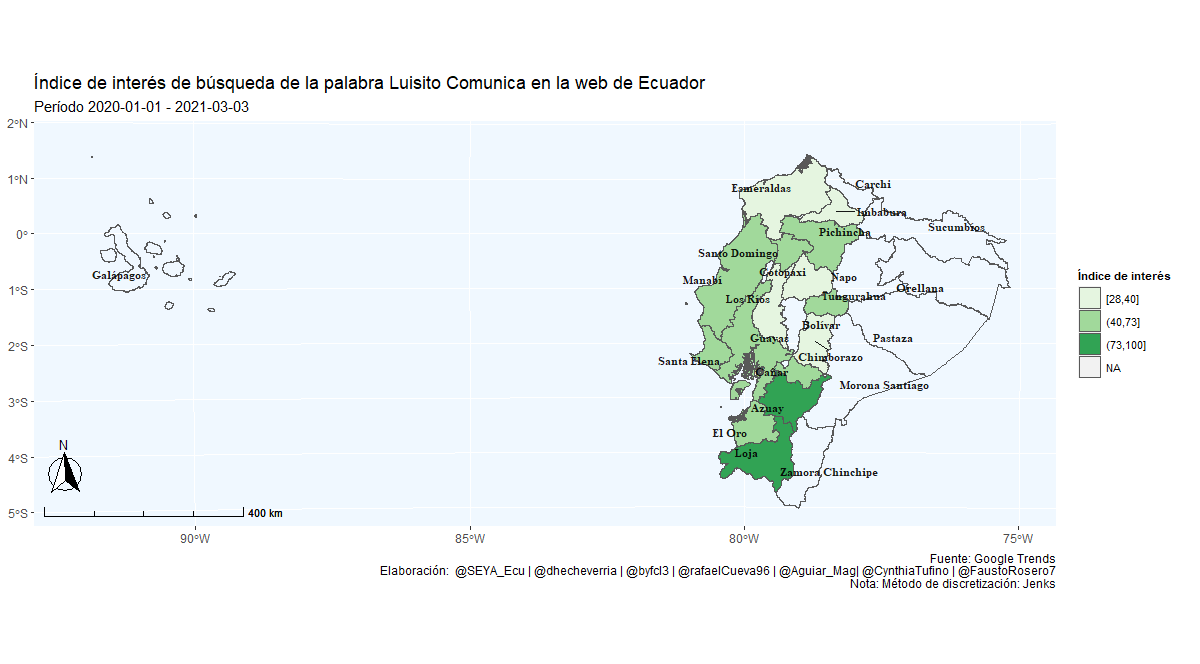 Índice de interés de búsqueda de la palabra Luisito Comunica en la web de Ecuador
Período 2020-01-01 - 2021-03-03
2°N
1°N
0°
1°S
2°S
3°S
4°S
5°S
Esmeraldas
Carchi
Imbabura
Sucumbíos
Pichincha
Santo Domingo
Galápagos
Cotopaxi
Manabí
Napo
Orellana
Los Ríos
Tungurahua
Bolívar
Guayas
Pastaza
Santa Elena
Chimborazo
Cañar
Morona Santiago
Azuay
El Oro
Loja
Zamora Chinchipe
Índice de interés
[28,40]
(40,73]
(73,100]
NA
N
400 km
90°W
85°W
80°W
75°W
Fuente: Google Trends
Elaboración: @SEYA_Ecu | @dhecheverria | @byfcl3 | @rafaelCueva96 | @Aguiar_Mag| @CynthiaTufino | @FaustoRosero7
Nota: Método de discretización: Jenks